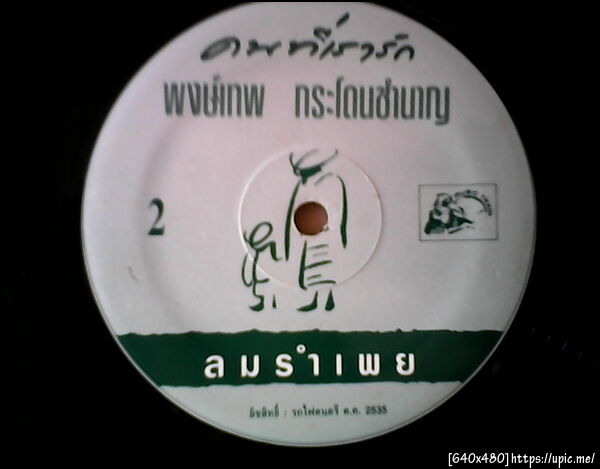 คนที่เรารัก
พงษ์เทพ กระโดนชำนาญ
2
ลมรำเพย
ลิขสิทธิ์ : รถไฟดนตรี ต.ค. 2535
[640x480]https://upic.me/